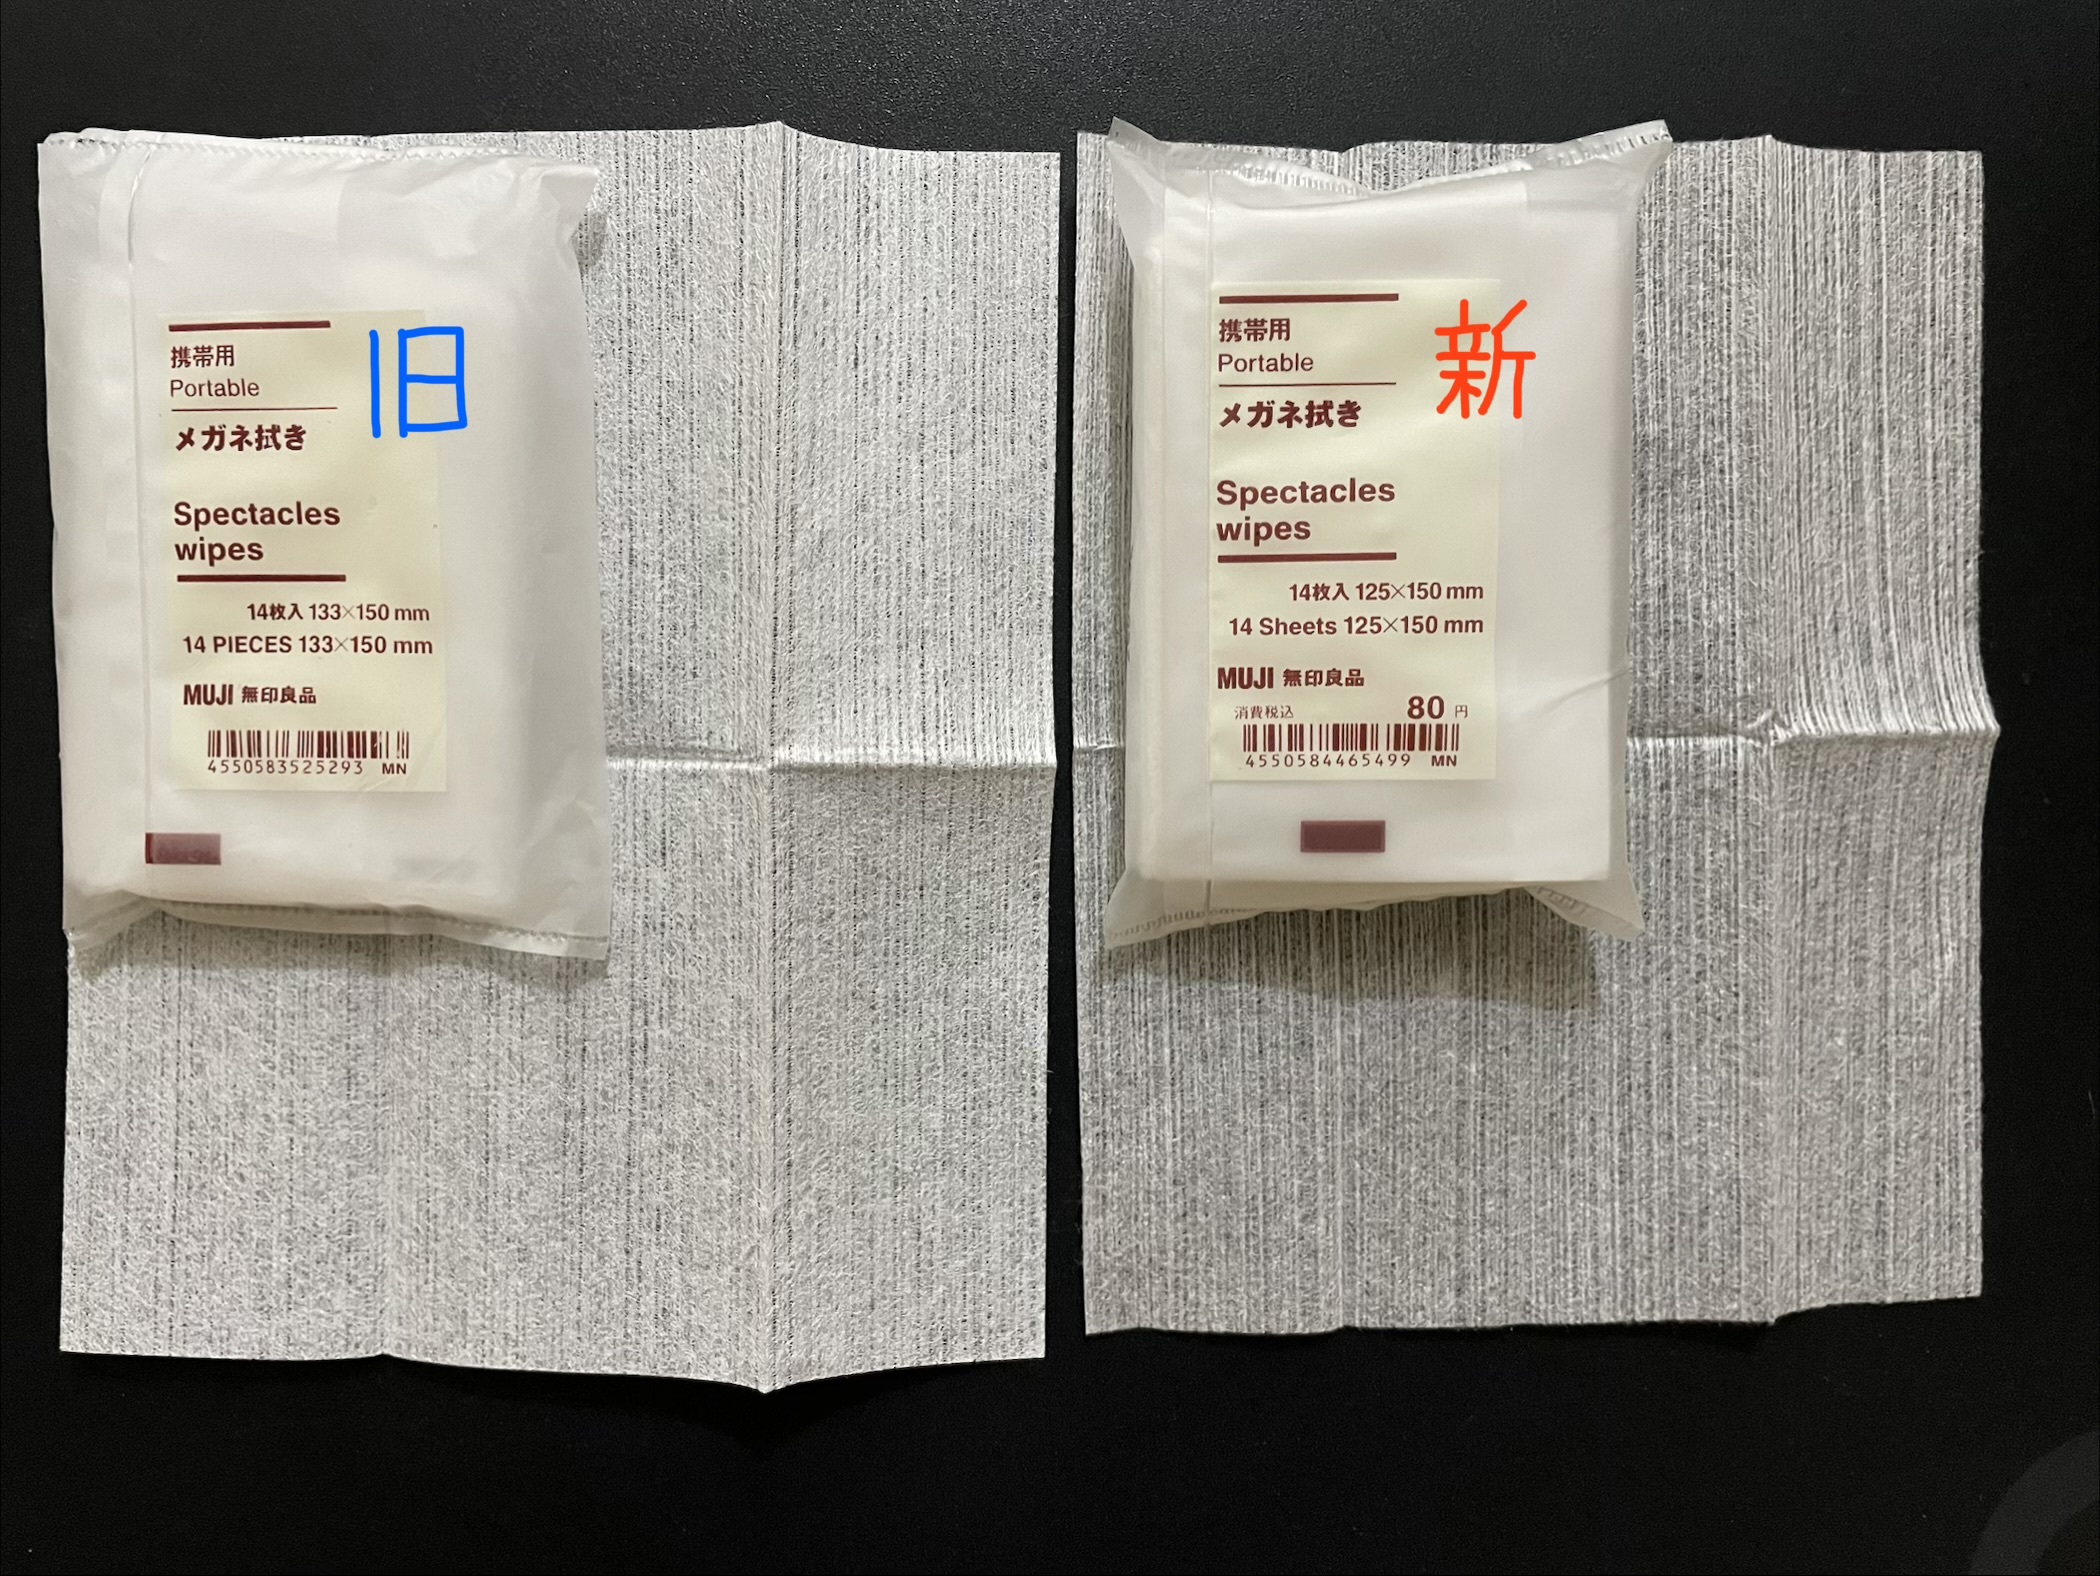 携帯用
Portable
旧
メガネ拭き
Spectacles
wipes
14枚入 133×150 mm
14 PIECES 133×150 mm
MUJI 無印良品
4550583525293 MN
携帯用
Portable
新
メガネ拭き
Spectacles
wipes
14枚入 125×150 mm
14 Sheets 125×150 mm
MUJI 無印良品
消費税込 80 円
4550584465499 MN